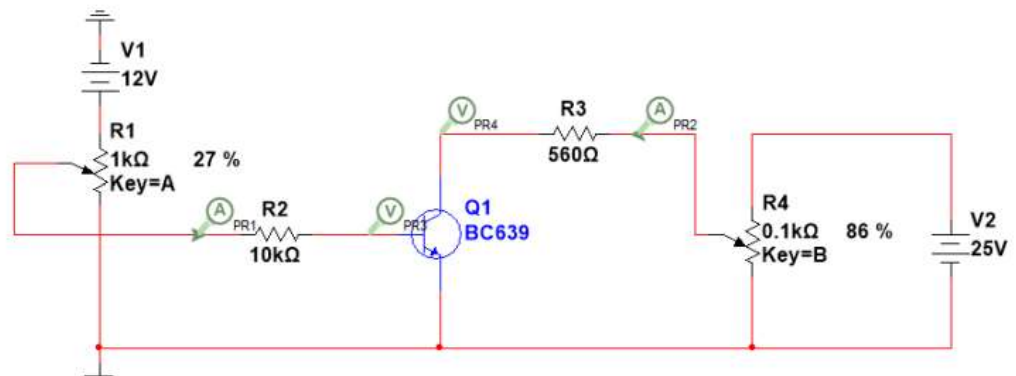 V1
12V
R1
1kΩ
27 %
Key=A
A
PR1
R2
10kΩ
V
PR3
Q1
BC639
V
PR4
R3
560Ω
A
PR2
R4
0.1kΩ
86 %
Key=B
V2
25V